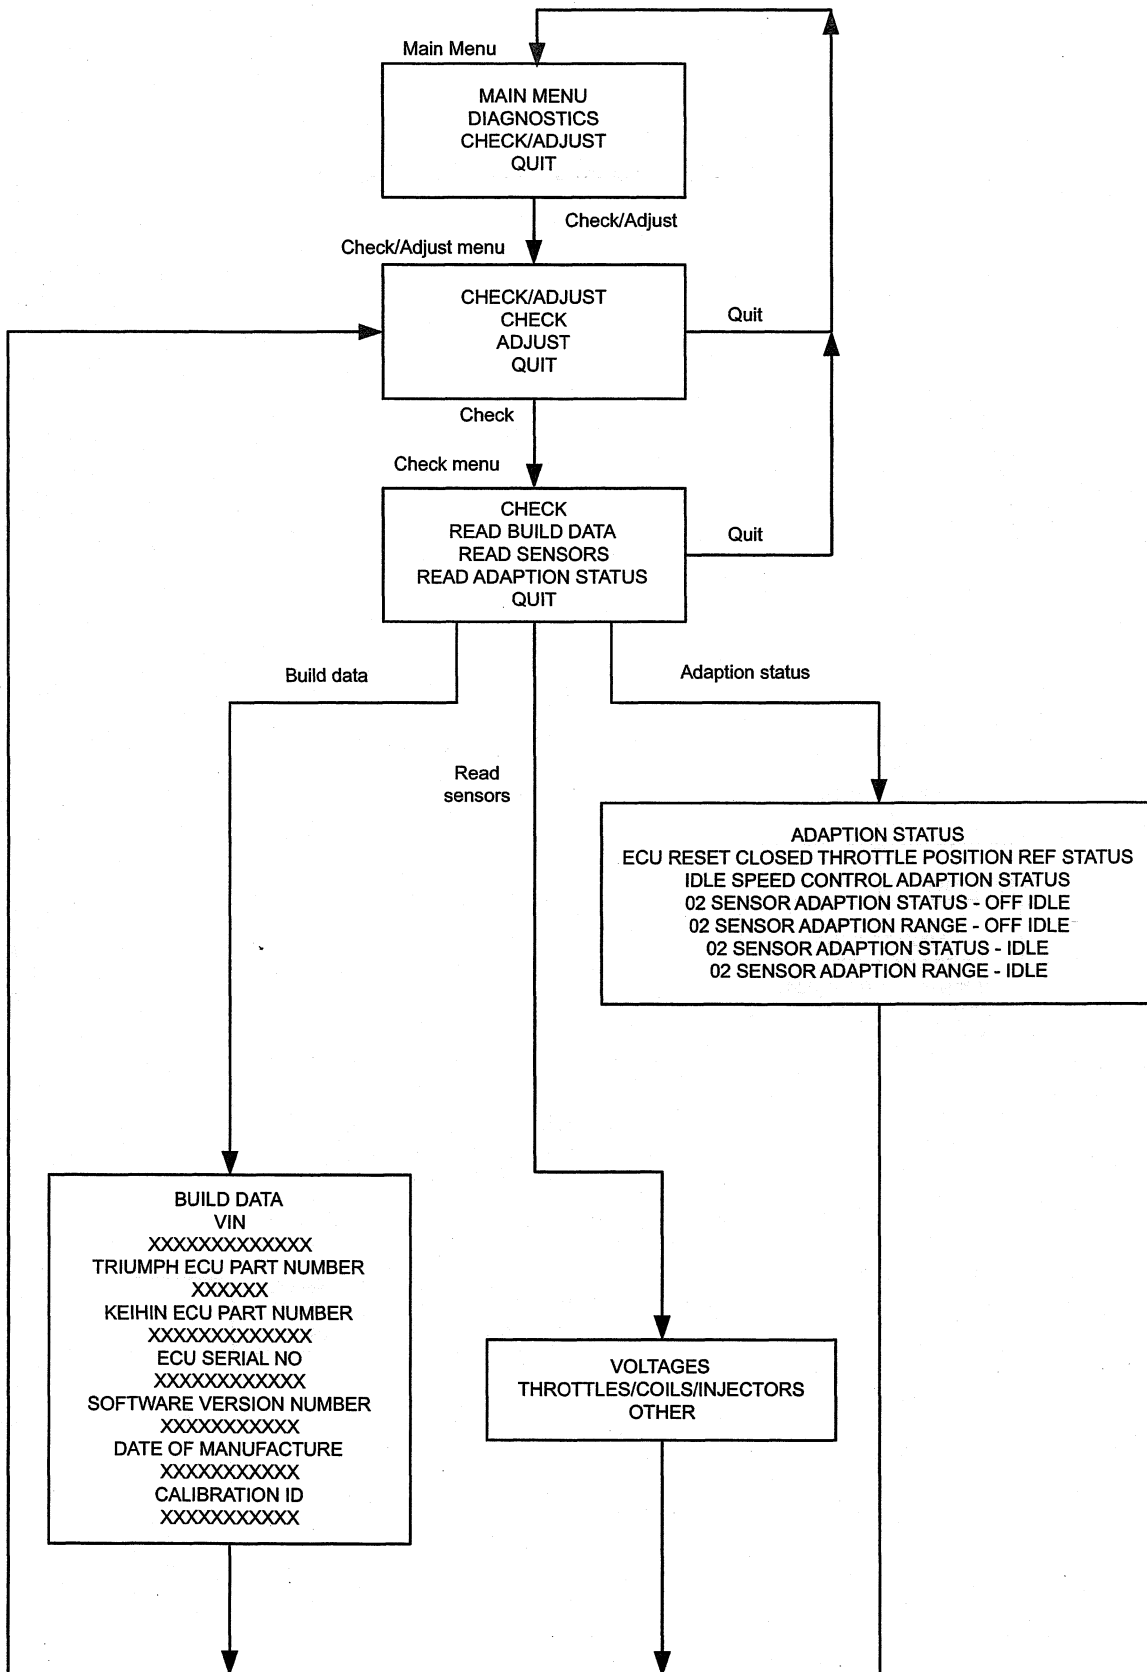 Main Menu
MAIN MENU
DIAGNOSTICS
CHECK/ADJUST
QUIT
Check/Adjust
Check/Adjust menu
CHECK/ADJUST
CHECK
ADJUST
QUIT
Quit
Check
Check menu
CHECK
READ BUILD DATA
READ SENSORS
READ ADAPTION STATUS
QUIT
Quit
Build data
Adaption status
Read
sensors
ADAPTION STATUS
ECU RESET CLOSED THROTTLE POSITION REF STATUS
IDLE SPEED CONTROL ADAPTION STATUS
02 SENSOR ADAPTION STATUS - OFF IDLE
02 SENSOR ADAPTION RANGE - OFF IDLE
02 SENSOR ADAPTION STATUS - IDLE
02 SENSOR ADAPTION RANGE - IDLE
BUILD DATA
VIN
XXXXXXXXXXXXX
TRIUMPH ECU PART NUMBER
XXXXXX
KEIHIN ECU PART NUMBER
XXXXXXXXXXXXX
ECU SERIAL NO
XXXXXXXXXXXX
SOFTWARE VERSION NUMBER
XXXXXXXXXXX
DATE OF MANUFACTURE
XXXXXXXXXXX
CALIBRATION ID
XXXXXXXXXXX
VOLTAGES
THROTTLES/COILS/INJECTORS
OTHER